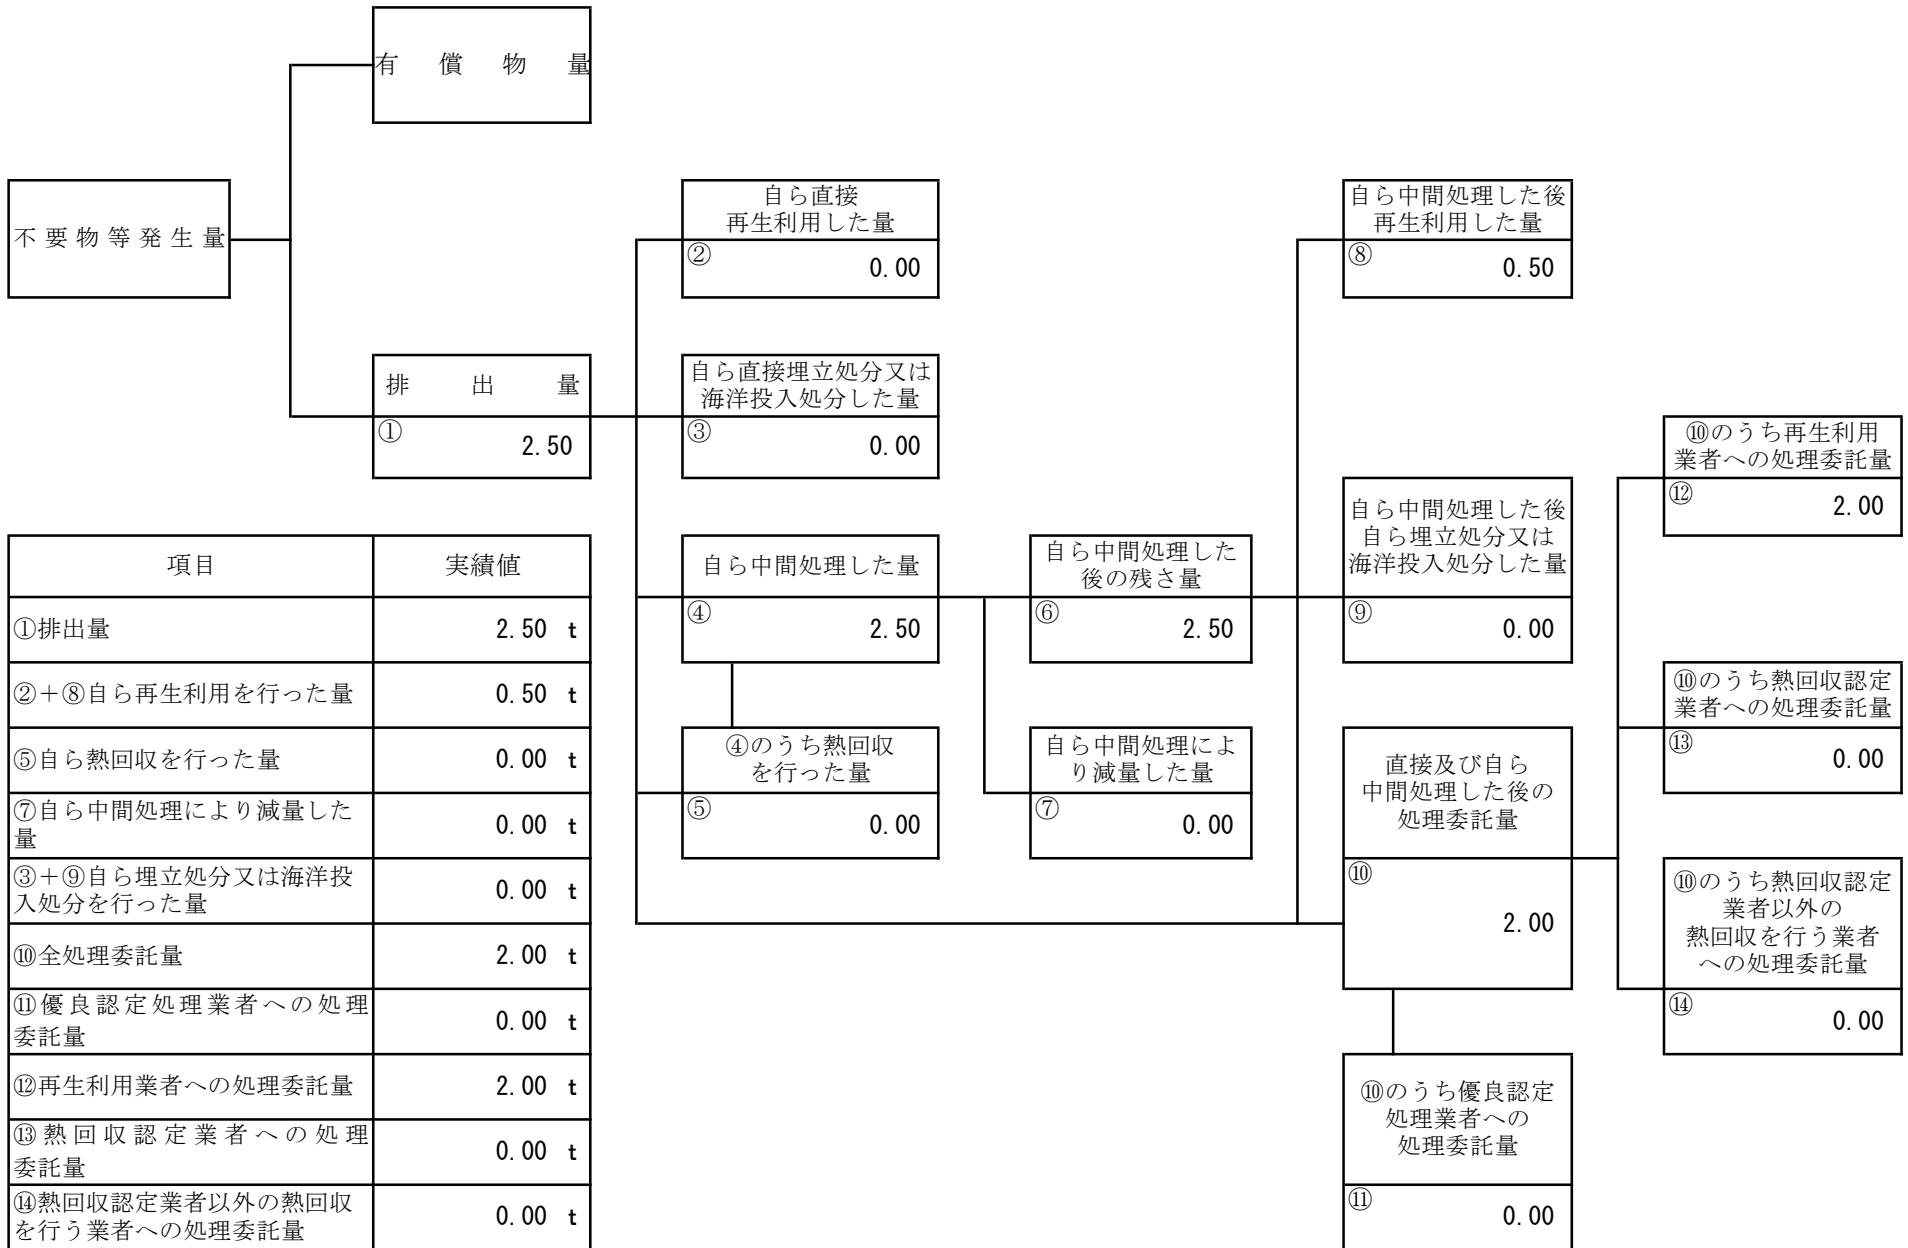 有償物量
不要物等発生量
排出量
①
2.50
自ら直接
再生利用した量
②
0.00
自ら直接埋立処分又は
海洋投入処分した量
③
0.00
自ら中間処理した量
④
2.50
④のうち熱回収
を行った量
⑤
0.00
自ら中間処理した
後の残さ量
⑥
2.50
自ら中間処理によ
り減量した量
⑦
0.00
自ら中間処理した後
再生利用した量
⑧
0.50
自ら中間処理した後
自ら埋立処分又は
海洋投入処分した量
⑨
0.00
直接及び自ら
中間処理した後の
処理委託量
⑩
2.00
⑩のうち優良認定
処理業者への
処理委託量
⑪
0.00
⑩のうち再生利用
業者への処理委託量
⑫
2.00
⑩のうち熱回収認定
業者への処理委託量
⑬
0.00
⑩のうち熱回収認定
業者以外の
熱回収を行う業者
への処理委託量
⑭
0.00
項目 実績値
①排出量 2.50 t
②＋⑧自ら再生利用を行った量 0.50 t
⑤自ら熱回収を行った量 0.00 t
⑦自ら中間処理により減量した
量 0.00 t
③＋⑨自ら埋立処分又は海洋投
入処分を行った量 0.00 t
⑩全処理委託量 2.00 t
⑪優良認定処理業者への処理
委託量 0.00 t
⑫再生利用業者への処理委託量 2.00 t
⑬熱回収認定業者への処理
委託量 0.00 t
⑭熱回収認定業者以外の熱回収
を行う業者への処理委託量 0.00 t